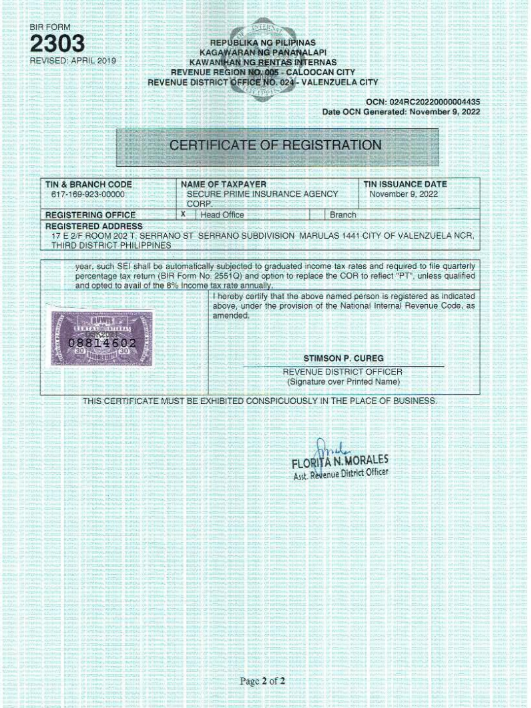 BIR FORM
2303
REVISED: APRIL 2019
REPUBLIKA NG PILIPINAS
KAGAWARAN NG PANANALAPI
KAWANIHAN NG RENTAS INTERNAS
REVENUE REGION NO. 005 - CALOOCAN CITY
REVENUE DISTRICT OFFICE NO. 024 - VALENZUELA CITY
OCN: 024RC20220000004435
Date OCN Generated: November 9, 2022
CERTIFICATE OF REGISTRATION
TIN & BRANCH CODE
617-169-923-00000
NAME OF TAXPAYER
SECURE PRIME INSURANCE AGENCY
CORP.
TIN ISSUANCE DATE
November 9, 2022
REGISTERING OFFICE X Head Office Branch
REGISTERED ADDRESS
17 E 2/F ROOM 202 T. SERRANO ST SERRANO SUBDIVISION MARULAS 1441 CITY OF VALENZUELA NCR,
THIRD DISTRICT PHILIPPINES
year, such SEI shall be automatically subjected to graduated income tax rates and required to file quarterly
percentage tax return (BIR Form No. 2551Q) and option to replace the COR to reflect "PT", unless qualified
and opted to avail of the 8% income tax rate annually.
I hereby certify that the above named person is registered as indicated
above, under the provision of the National Internal Revenue Code, as
amended.
08814602
STIMSON P. CUREG
REVENUE DISTRICT OFFICER
(Signature over Printed Name)
THIS CERTIFICATE MUST BE EXHIBITED CONSPICUOUSLY IN THE PLACE OF BUSINESS.
FLORITA N. MORALES
Asst. Revenue District Officer
Page 2 of 2